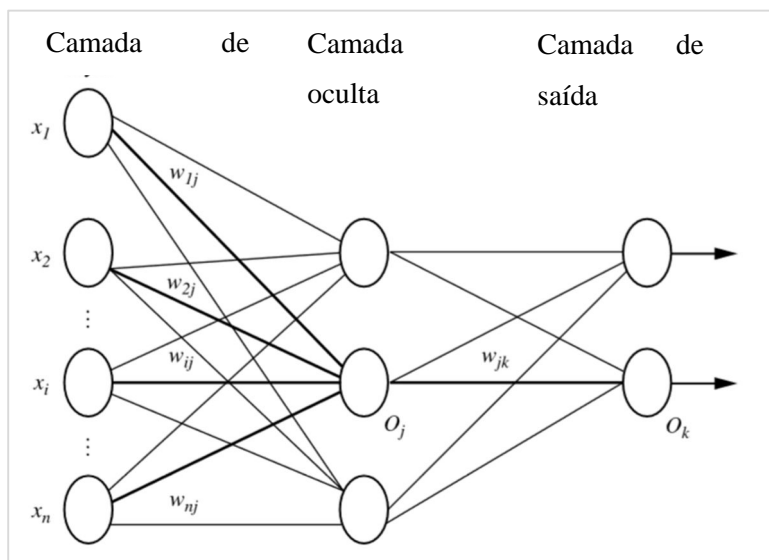 Camada de
Camada
oculta
Camada de
saída
x₁
w₁ⱼ
x₂
w₂ⱼ
⋮
xᵢ
wᵢⱼ
wⱼₖ
Oⱼ
Oₖ
⋮
xₙ
wₙⱼ